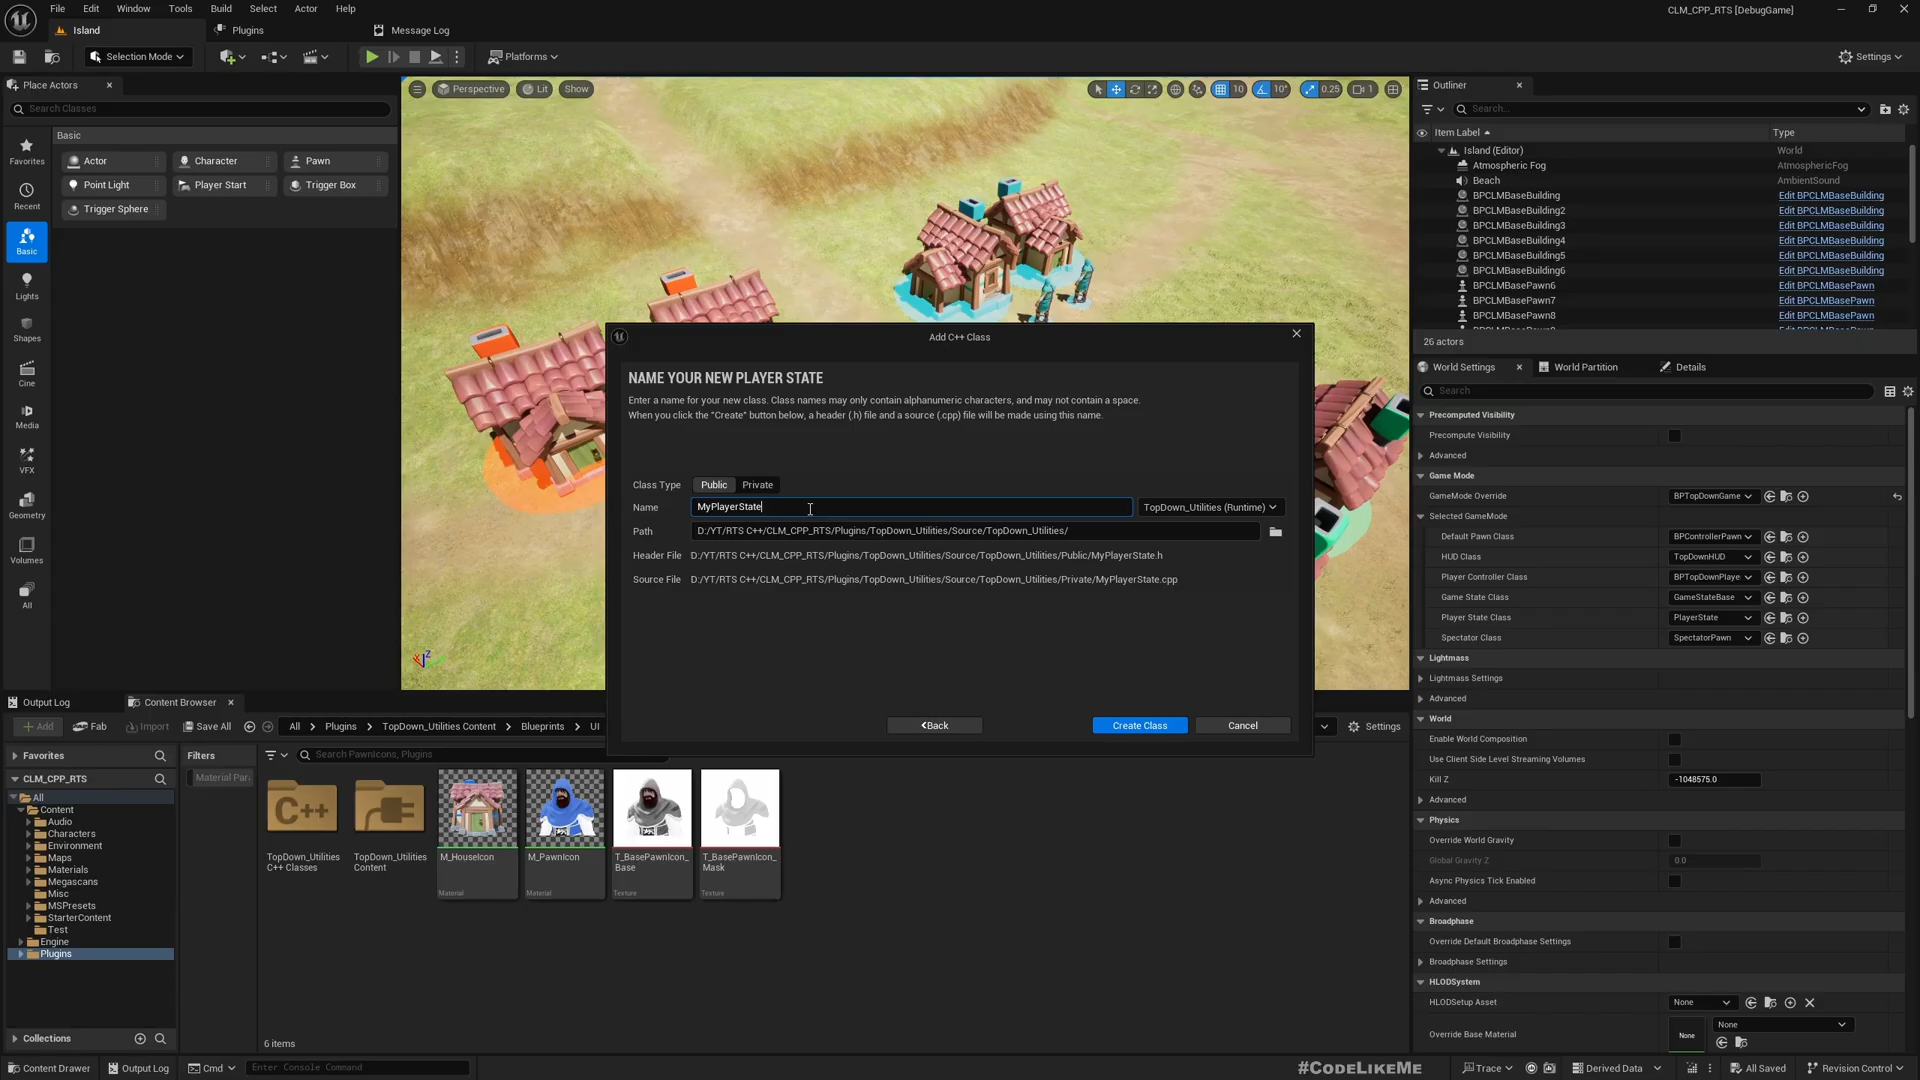 File Edit Window Tools Build Select Actor Help
CLM_CPP_RTS [DebugGame]
Island
Plugins
Message Log
Selection Mode
Platforms
Settings
Place Actors
Search Classes
Basic
Favorites
Recent
Basic
Lights
Shapes
Cine
Media
VFX
Geometry
Volumes
All
Actor Character Pawn
Point Light Player Start Trigger Box
Trigger Sphere
Perspective Lit Show
10 10° 0.25 1
Outliner
Search...
Item Label Type
Island (Editor) World
Atmospheric Fog AtmosphericFog
Beach AmbientSound
BPCLMBaseBuilding Edit BPCLMBaseBuilding
BPCLMBaseBuilding2 Edit BPCLMBaseBuilding
BPCLMBaseBuilding3 Edit BPCLMBaseBuilding
BPCLMBaseBuilding4 Edit BPCLMBaseBuilding
BPCLMBaseBuilding5 Edit BPCLMBaseBuilding
BPCLMBaseBuilding6 Edit BPCLMBaseBuilding
BPCLMBasePawn6 Edit BPCLMBasePawn
BPCLMBasePawn7 Edit BPCLMBasePawn
BPCLMBasePawn8 Edit BPCLMBasePawn
26 actors
World Settings World Partition Details
Search
Precomputed Visibility
Precompute Visibility
Advanced
Game Mode
GameMode Override BPTopDownGame
Selected GameMode
Default Pawn Class BPControllerPawn
HUD Class TopDownHUD
Player Controller Class BPTopDownPlaye
Game State Class GameStateBase
Player State Class PlayerState
Spectator Class SpectatorPawn
Lightmass
Lightmass Settings
Advanced
World
Enable World Composition
Use Client Side Level Streaming Volumes
Kill Z -1048575.0
Advanced
Physics
Override World Gravity
Global Gravity Z 0.0
Async Physics Tick Enabled
Advanced
Broadphase
Override Default Broadphase Settings
Broadphase Settings
HLODSystem
HLODSetup Asset None
Override Base Material None None
Add C++ Class
NAME YOUR NEW PLAYER STATE
Enter a name for your new class. Class names may only contain alphanumeric characters, and may not contain a space.
When you click the "Create" button below, a header (.h) file and a source (.cpp) file will be made using this name.
Class Type Public Private
Name MyPlayerState TopDown_Utilities (Runtime)
Path D:/YT/RTS C++/CLM_CPP_RTS/Plugins/TopDown_Utilities/Source/TopDown_Utilities/
Header File D:/YT/RTS C++/CLM_CPP_RTS/Plugins/TopDown_Utilities/Source/TopDown_Utilities/Public/MyPlayerState.h
Source File D:/YT/RTS C++/CLM_CPP_RTS/Plugins/TopDown_Utilities/Source/TopDown_Utilities/Private/MyPlayerState.cpp
Back Create Class Cancel
Output Log Content Browser
Add Fab Import Save All All Plugins TopDown_Utilities Content Blueprints UI Settings
Favorites
CLM_CPP_RTS
All
Content
Audio
Characters
Environment
Maps
Materials
Megascans
Misc
MSPresets
StarterContent
Test
Engine
Plugins
Collections
Filters
Material Par
Search PawnIcons, Plugins
TopDown_Utilities C++ Classes
TopDown_Utilities Content
M_HouseIcon
Material
M_PawnIcon
Material
T_BasePawnIcon_Base
Texture
T_BasePawnIcon_Mask
Texture
6 items
Content Drawer Output Log Cmd Enter Console Command
#CodeLikeMe
Trace Derived Data All Saved Revision Control